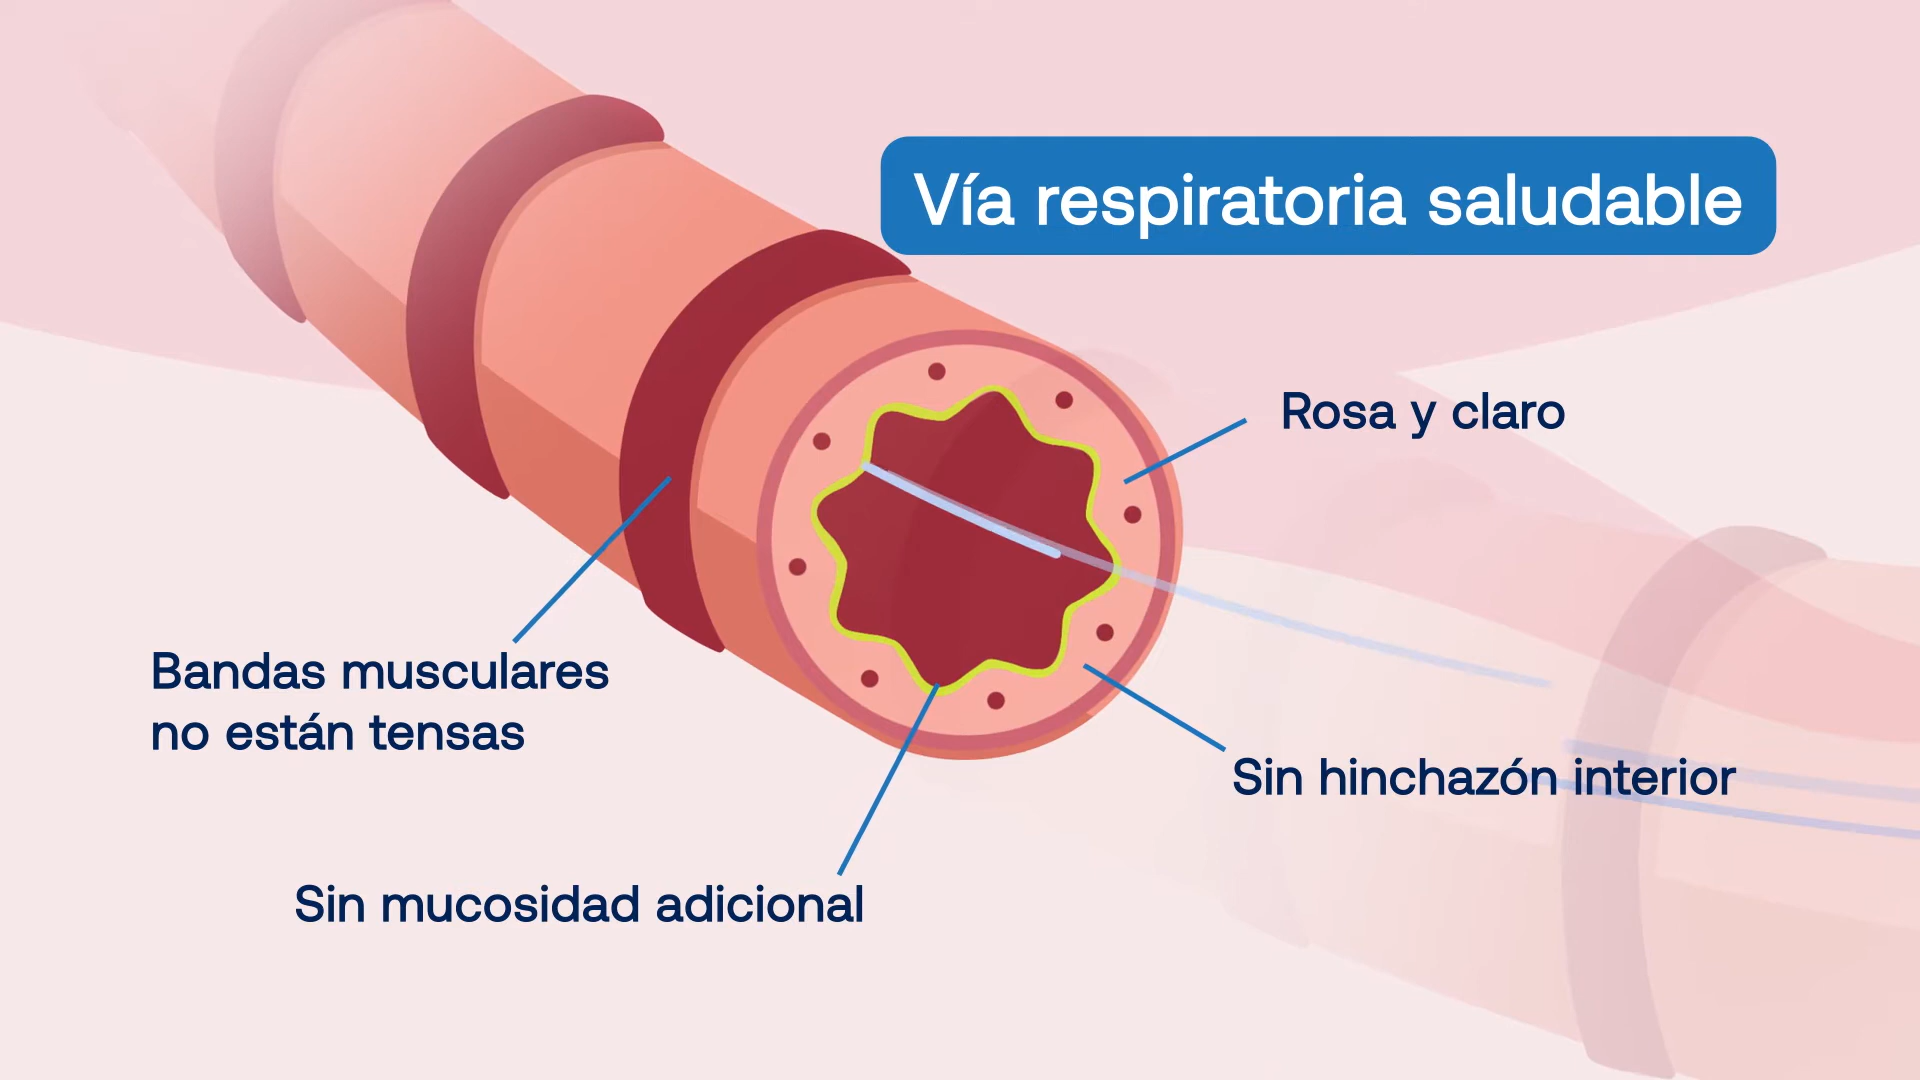 Vía respiratoria saludable
Rosa y claro
Bandas musculares
no están tensas
Sin hinchazón interior
Sin mucosidad adicional